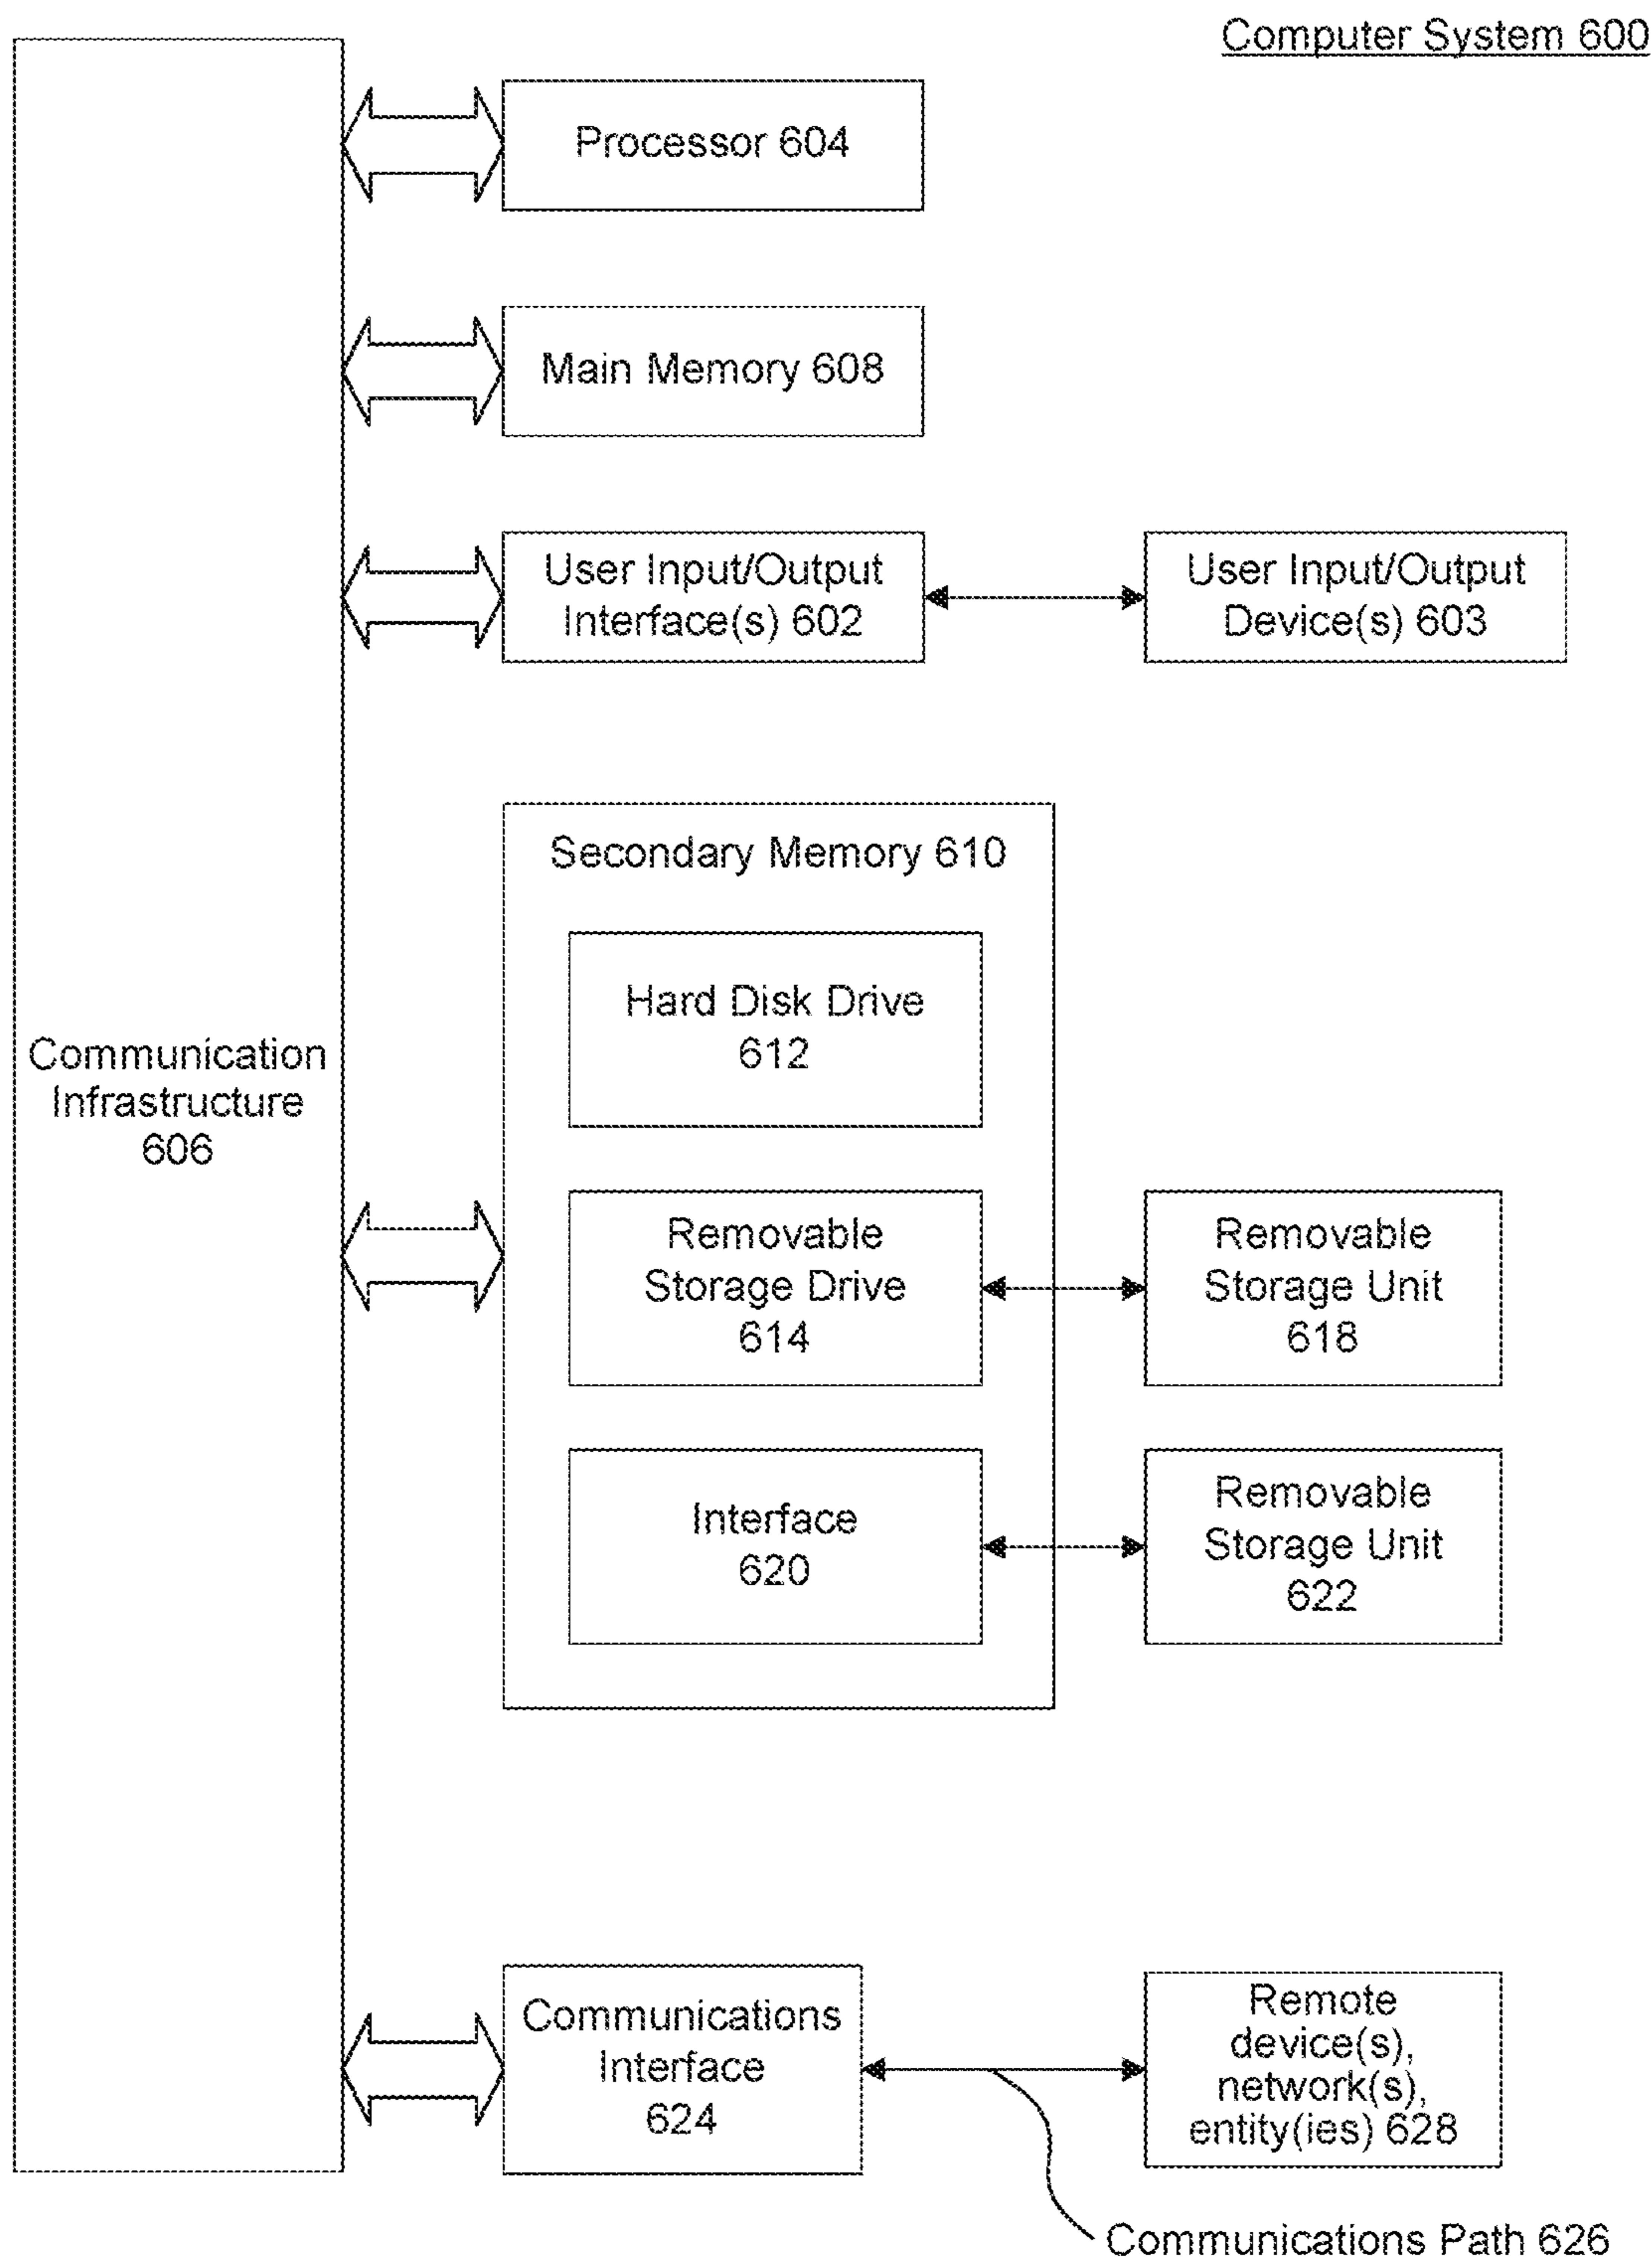 Computer System 600
Processor 604
Main Memory 608
User Input/Output
Interface(s) 602
User Input/Output
Device(s) 603
Secondary Memory 610
Hard Disk Drive
612
Communication
Infrastructure
606
Removable
Storage Drive
614
Removable
Storage Unit
618
Interface
620
Removable
Storage Unit
622
Communications
Interface
624
Remote
device(s),
network(s),
entity(ies) 628
Communications Path 626